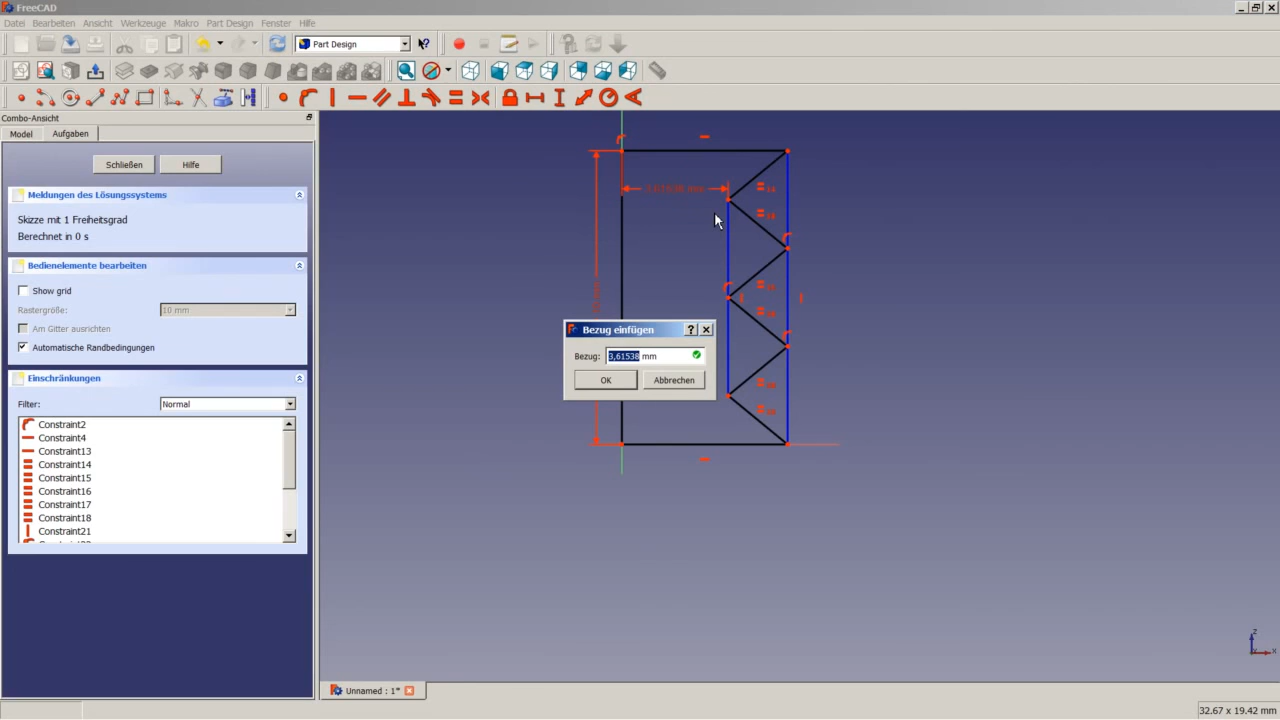 FreeCAD
Datei Bearbeiten Ansicht Werkzeuge Makro Part Design Fenster Hilfe
Part Design
Combo-Ansicht
Model Aufgaben
Schließen Hilfe
Meldungen des Lösungssystems
Skizze mit 1 Freiheitsgrad
Berechnet in 0 s
Bedienelemente bearbeiten
Show grid
Rastergröße: 10 mm
Am Gitter ausrichten
Automatische Randbedingungen
Einschränkungen
Filter: Normal
Constraint2
Constraint4
Constraint13
Constraint14
Constraint15
Constraint16
Constraint17
Constraint18
Constraint21
Bezug einfügen
Bezug: 3,61538 mm
OK Abbrechen
Unnamed : 1*
z
x
32.67 x 19.42 mm